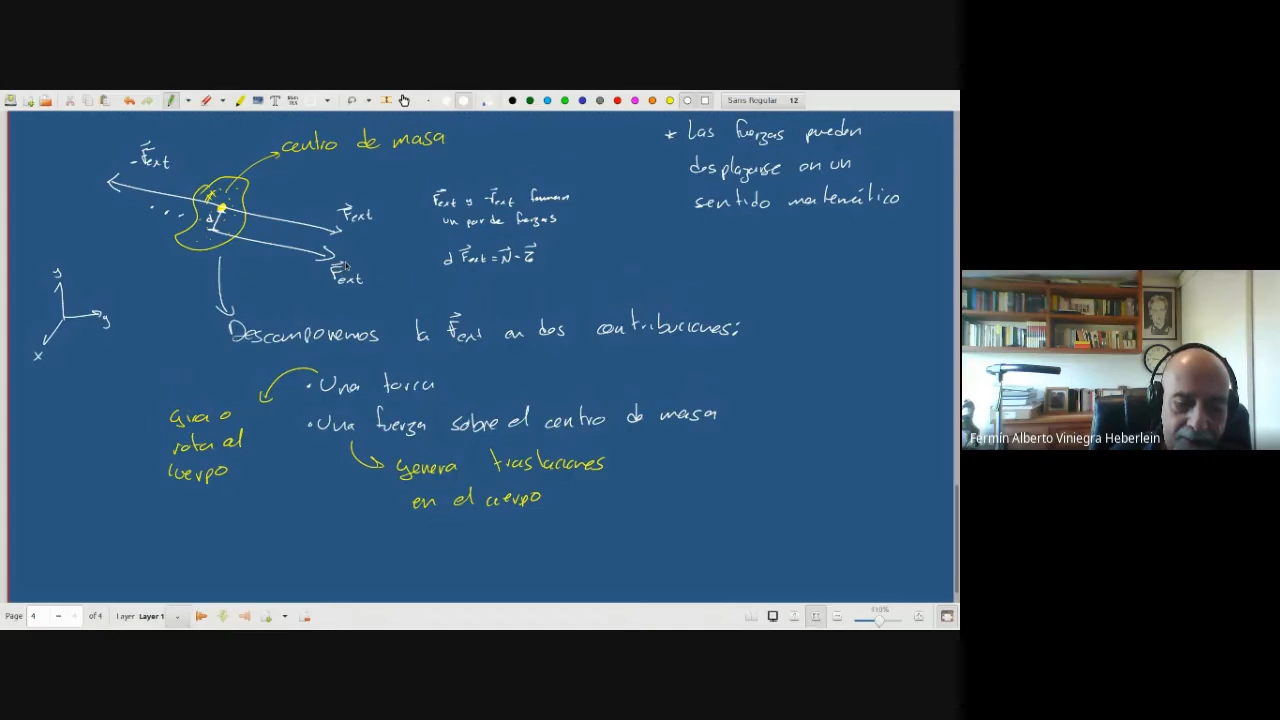 Sans Regular 12
-F⃗ext
centro de masa
F⃗ext
d
F⃗ext
F⃗ext y -F⃗ext forman
un par de fuerzas
d F⃗ext = N⃗ = τ⃗
* Las fuerzas pueden
desplazarse en un
sentido matemático
y
y
x
Descomponemos la F⃗ext en dos contribuciones:
• Una torca
• Una fuerza sobre el centro de masa
Gira o
rota al
cuerpo
genera traslaciones
en el cuerpo
Fermín Alberto Viniegra Heberlein
Page 4 of 4 Layer Layer 1
110%